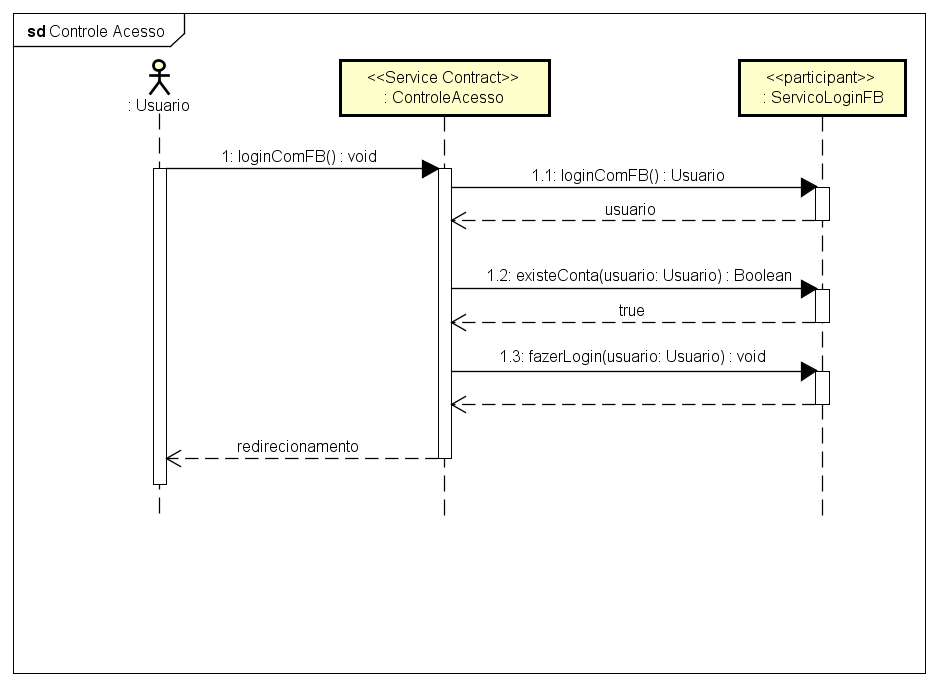 sd Controle Acesso
: Usuario
<<Service Contract>>
: ControleAcesso
<<participant>>
: ServicoLoginFB
1: loginComFB() : void
1.1: loginComFB() : Usuario
usuario
1.2: existeConta(usuario: Usuario) : Boolean
true
1.3: fazerLogin(usuario: Usuario) : void
redirecionamento